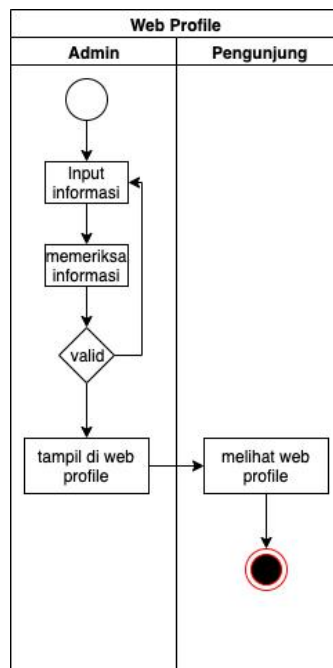 Web Profile
Admin
Pengunjung
Input
informasi
memeriksa
informasi
valid
tampil di web
profile
melihat web
profile